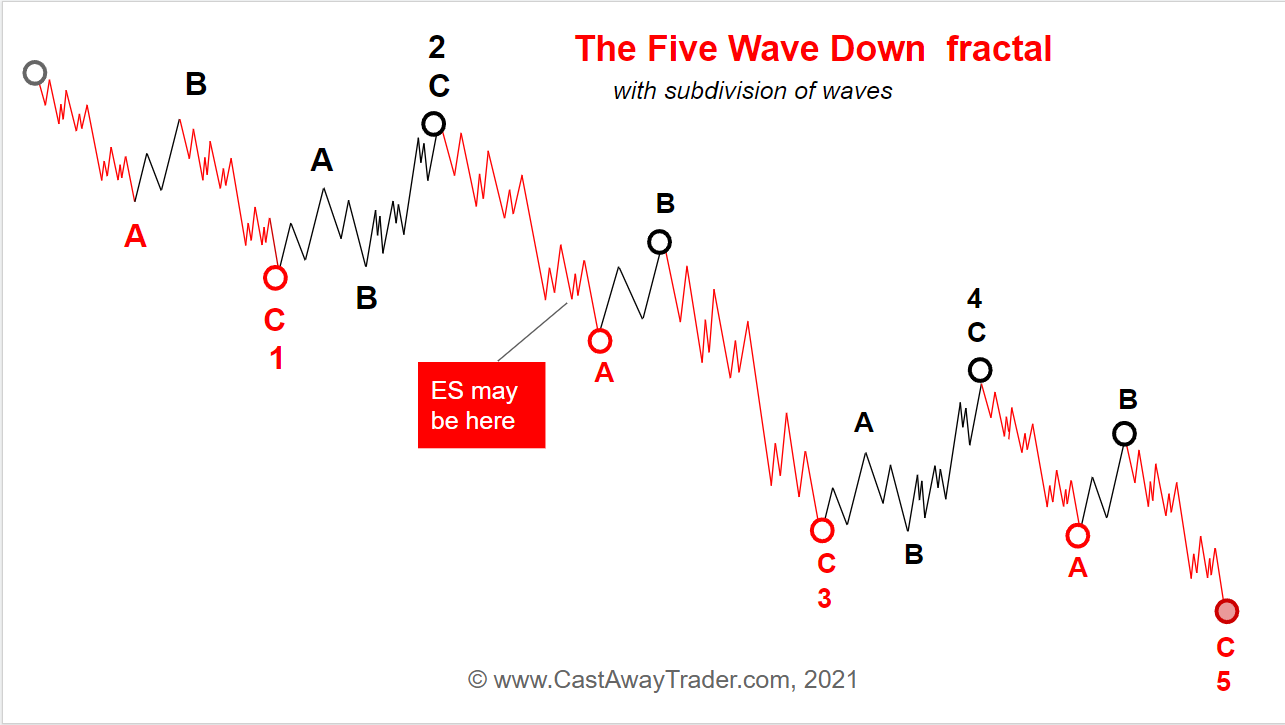 The Five Wave Down fractal
with subdivision of waves
2
C
B
A
A
B
C
1
B
ES may
be here
A
4
C
B
A
B
C
3
A
C
5
© www.CastAwayTrader.com, 2021